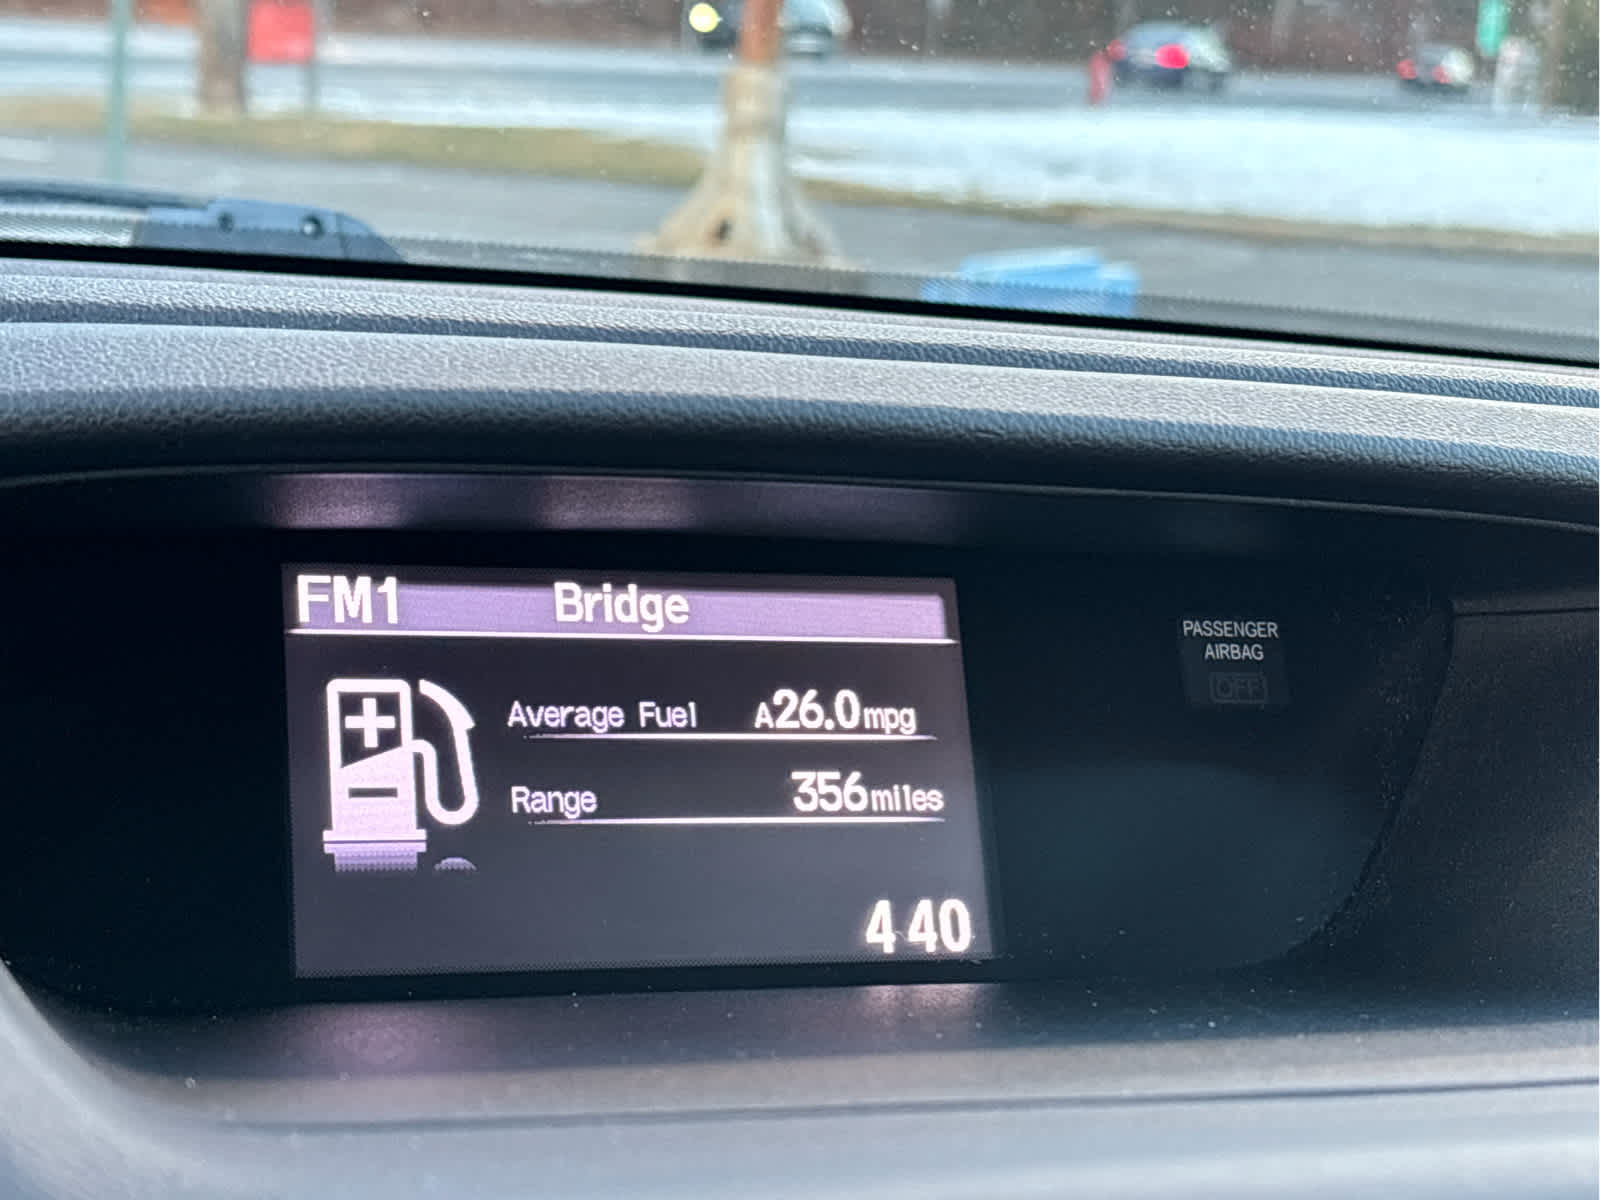 FM1 Bridge
Average Fuel A26.0mpg
Range 356miles
4 40
PASSENGER
AIRBAG
OFF